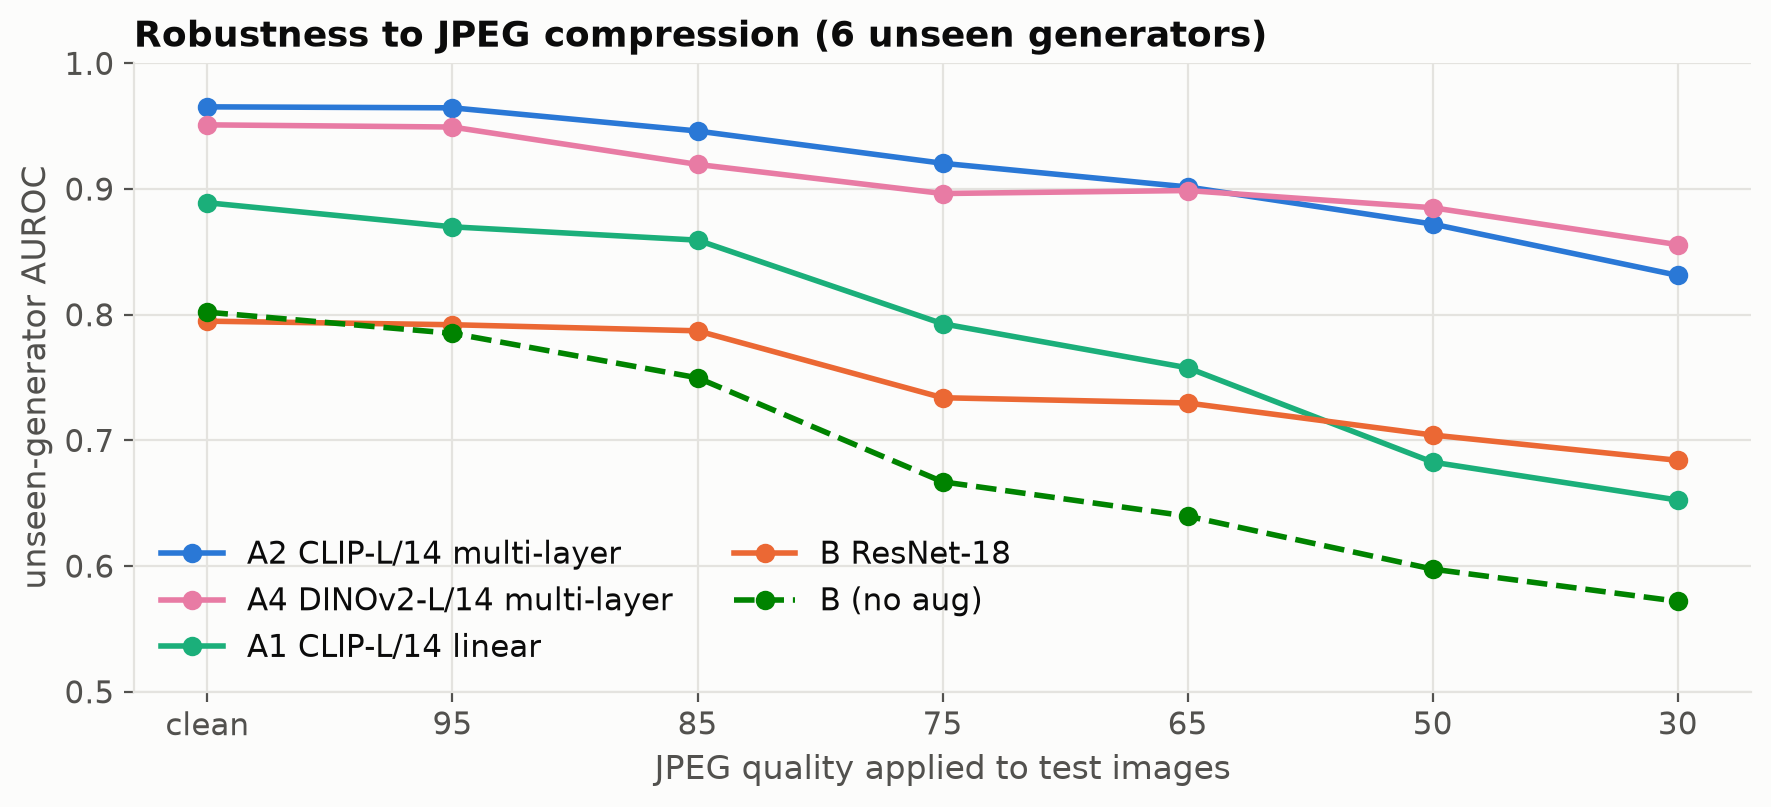 Robustness to JPEG compression (6 unseen generators)
unseen-generator AUROC
1.0
0.9
0.8
0.7
0.6
0.5
A2 CLIP-L/14 multi-layer
A4 DINOv2-L/14 multi-layer
A1 CLIP-L/14 linear
B ResNet-18
B (no aug)
clean 95 85 75 65 50 30
JPEG quality applied to test images